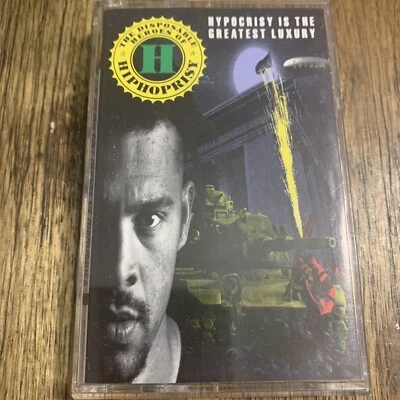 THE DISPOSABLE
HEROES OF
H
HIPHOPRISY
HYPOCRISY IS THE
GREATEST LUXURY